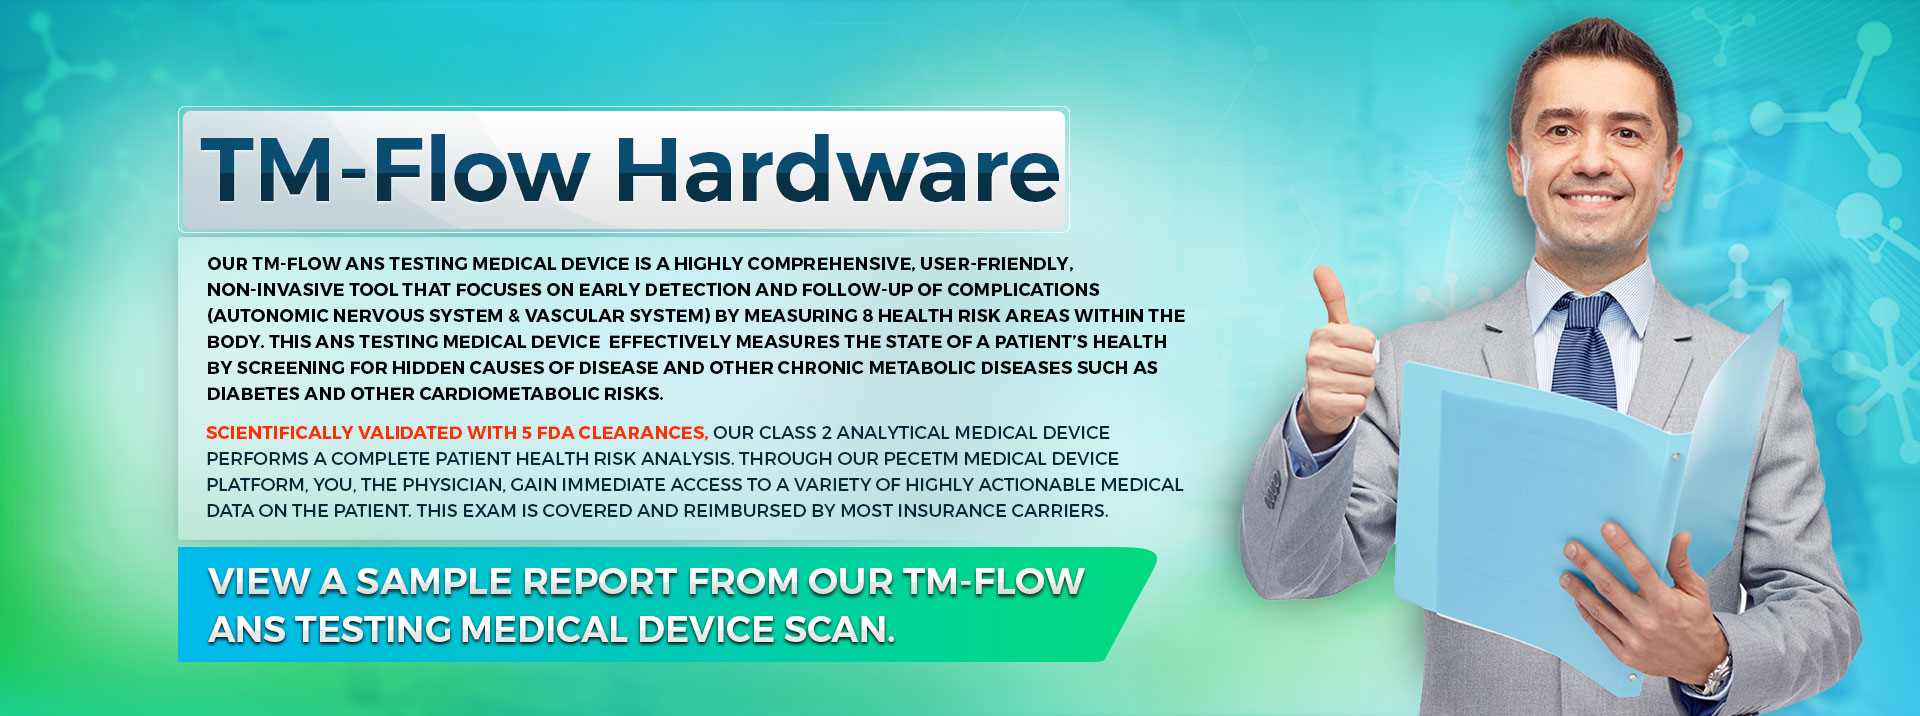 TM-Flow Hardware
OUR TM-FLOW ANS TESTING MEDICAL DEVICE IS A HIGHLY COMPREHENSIVE, USER-FRIENDLY,
NON-INVASIVE TOOL THAT FOCUSES ON EARLY DETECTION AND FOLLOW-UP OF COMPLICATIONS
(AUTONOMIC NERVOUS SYSTEM & VASCULAR SYSTEM) BY MEASURING 8 HEALTH RISK AREAS WITHIN THE
BODY. THIS ANS TESTING MEDICAL DEVICE EFFECTIVELY MEASURES THE STATE OF A PATIENT'S HEALTH
BY SCREENING FOR HIDDEN CAUSES OF DISEASE AND OTHER CHRONIC METABOLIC DISEASES SUCH AS
DIABETES AND OTHER CARDIOMETABOLIC RISKS.
SCIENTIFICALLY VALIDATED WITH 5 FDA CLEARANCES, OUR CLASS 2 ANALYTICAL MEDICAL DEVICE
PERFORMS A COMPLETE PATIENT HEALTH RISK ANALYSIS. THROUGH OUR PECETM MEDICAL DEVICE
PLATFORM, YOU, THE PHYSICIAN, GAIN IMMEDIATE ACCESS TO A VARIETY OF HIGHLY ACTIONABLE MEDICAL
DATA ON THE PATIENT. THIS EXAM IS COVERED AND REIMBURSED BY MOST INSURANCE CARRIERS.
VIEW A SAMPLE REPORT FROM OUR TM-FLOW
ANS TESTING MEDICAL DEVICE SCAN.